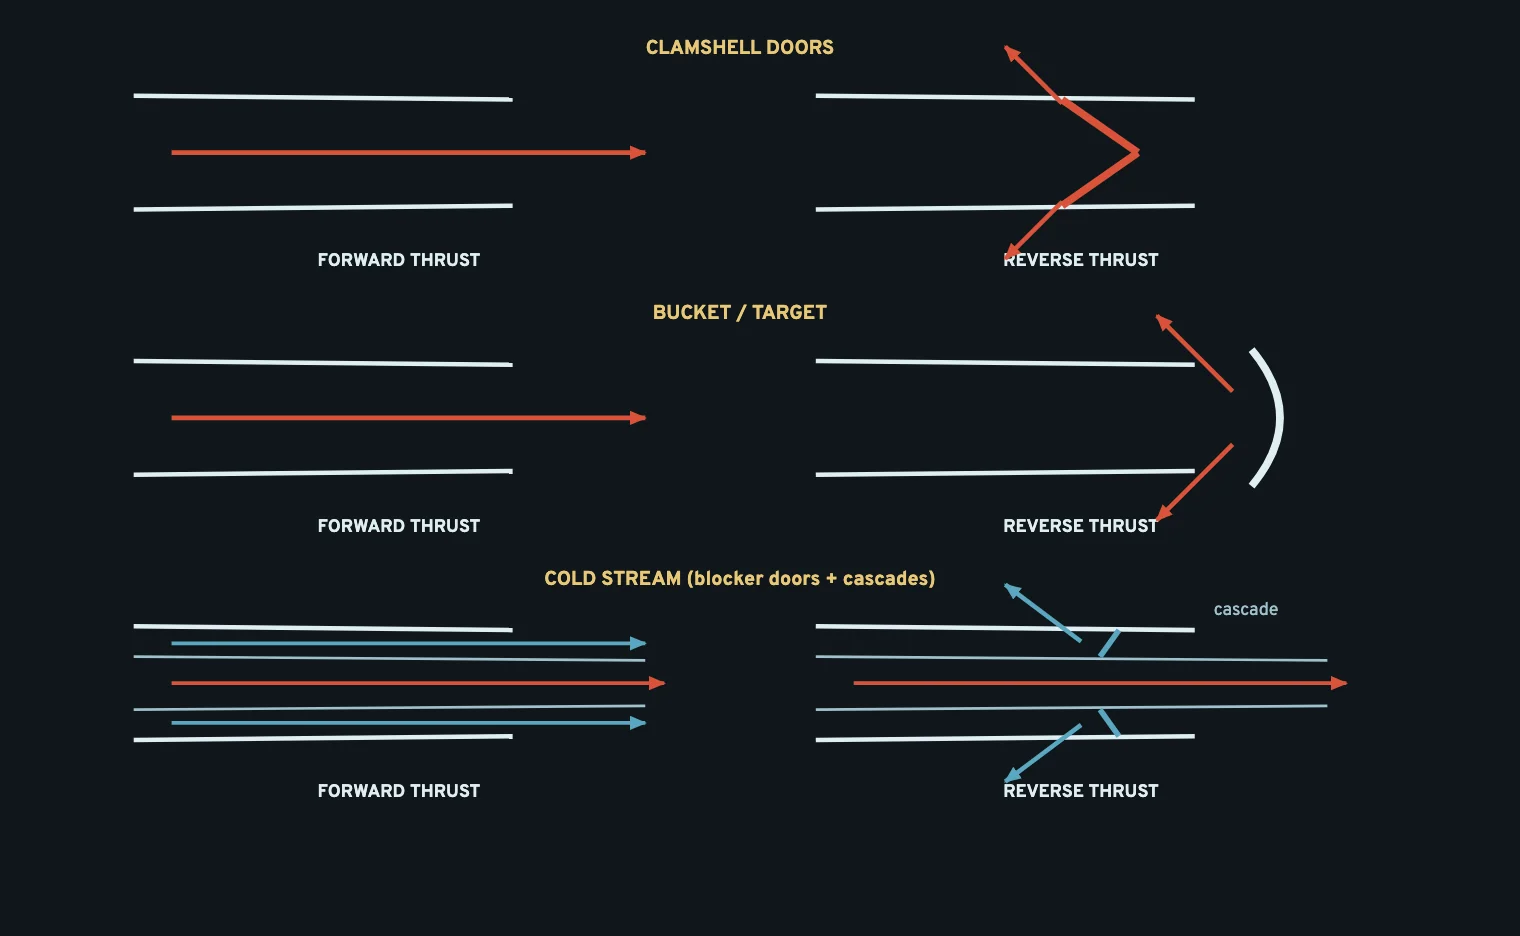 CLAMSHELL DOORS
FORWARD THRUST
REVERSE THRUST
BUCKET / TARGET
FORWARD THRUST
REVERSE THRUST
COLD STREAM (blocker doors + cascades)
cascade
FORWARD THRUST
REVERSE THRUST